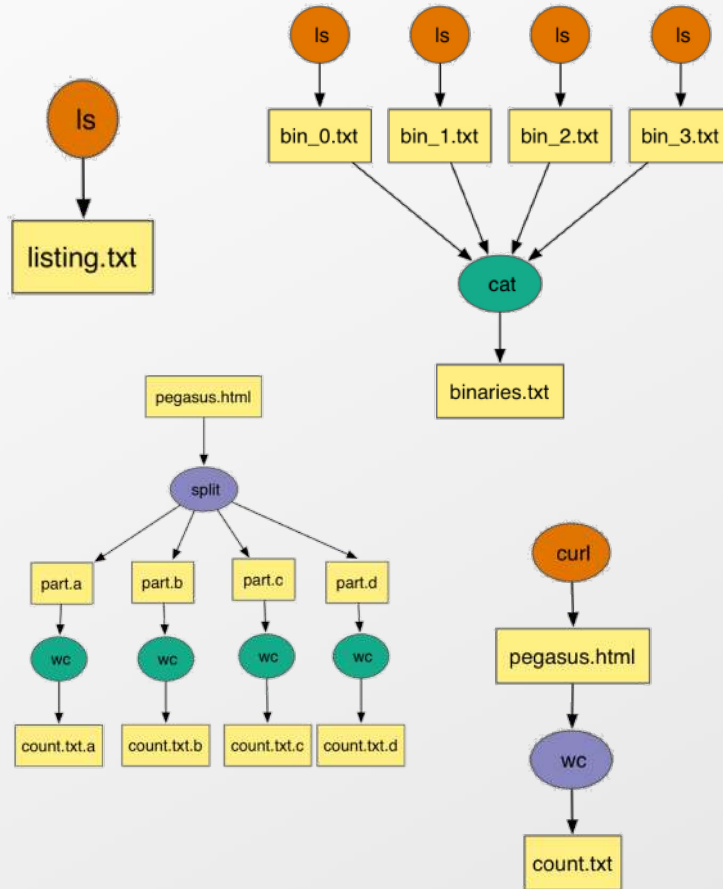 ls
listing.txt
ls
ls
ls
ls
bin_0.txt
bin_1.txt
bin_2.txt
bin_3.txt
cat
binaries.txt
pegasus.html
split
part.a
part.b
part.c
part.d
wc
wc
wc
wc
count.txt.a
count.txt.b
count.txt.c
count.txt.d
curl
pegasus.html
wc
count.txt